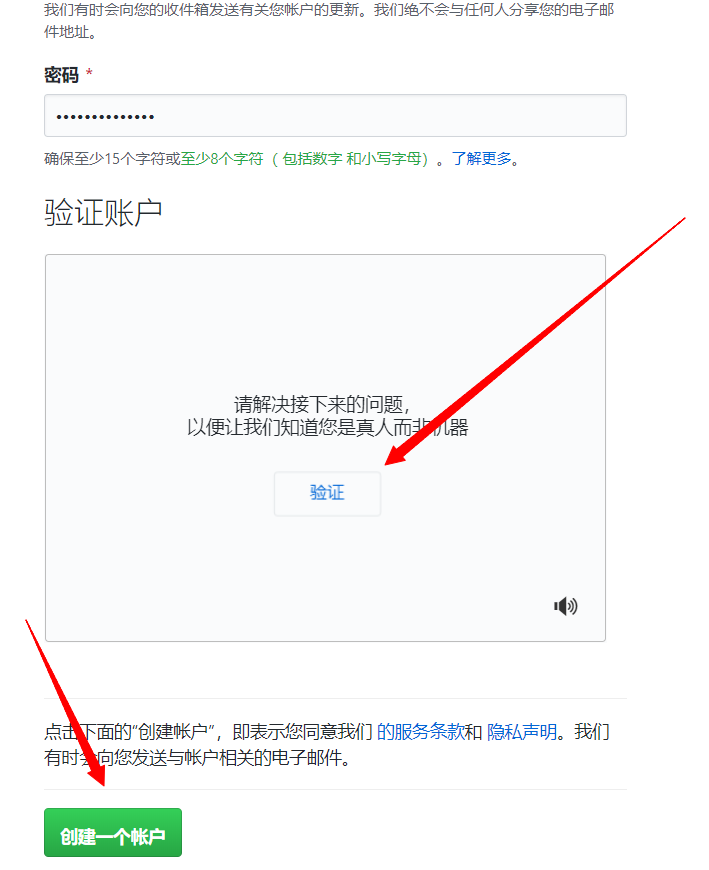 我们有时会向您的收件箱发送有关您帐户的更新。我们绝不会与任何人分享您的电子邮
件地址。
密码 *
••••••••••••••
确保至少15个字符或至少8个字符（ 包括数字 和小写字母）。了解更多。
验证账户
请解决接下来的问题，
以便让我们知道您是真人而非机器
验证
点击下面的“创建帐户”，即表示您同意我们 的服务条款和 隐私声明。我们
有时会向您发送与帐户相关的电子邮件。
创建一个帐户